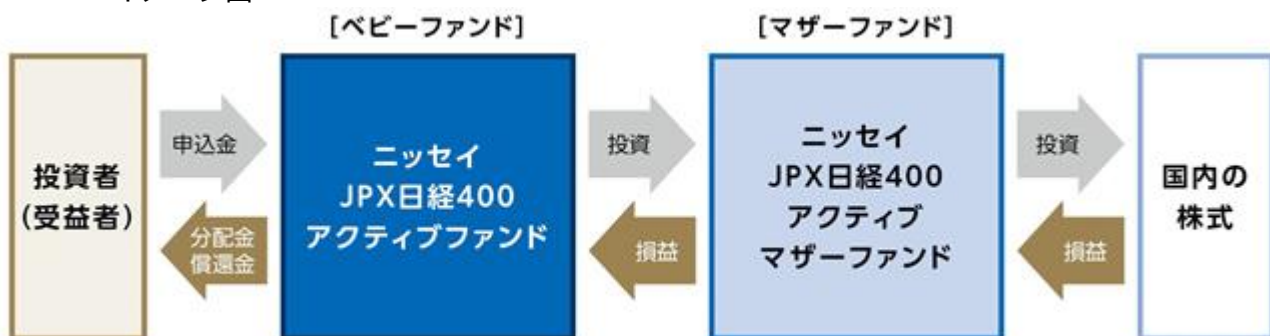 [ベビーファンド]
[マザーファンド]
投資者
(受益者)
申込金
分配金
償還金
ニッセイ
JPX日経400
アクティブファンド
投資
損益
ニッセイ
JPX日経400
アクティブ
マザーファンド
投資
損益
国内の
株式